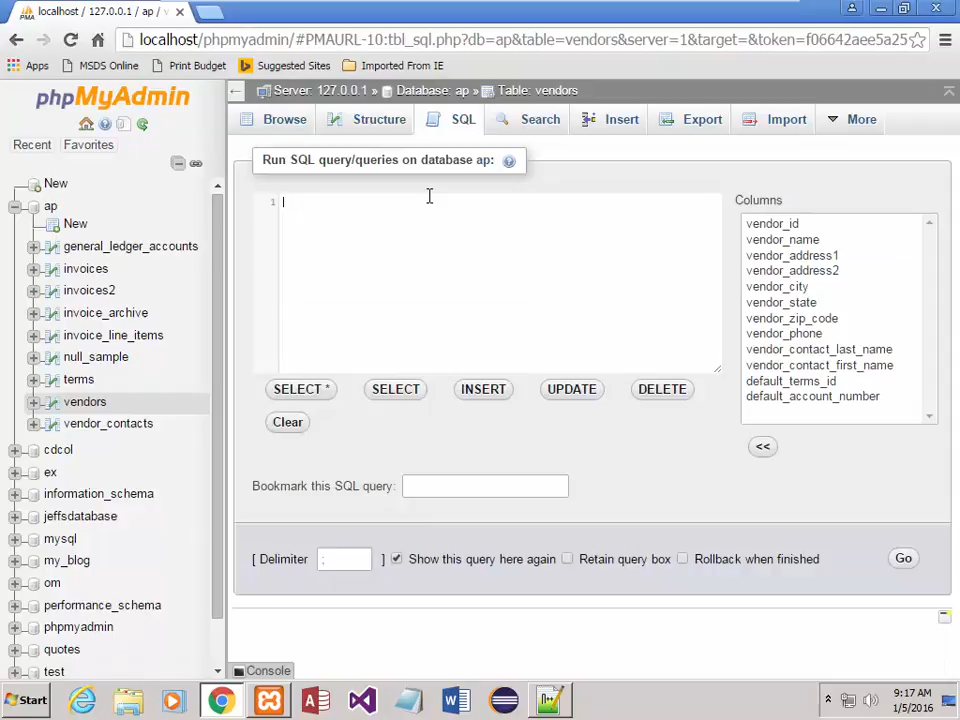 localhost / 127.0.0.1 / ap / v
localhost/phpmyadmin/#PMAURL-10:tbl_sql.php?db=ap&table=vendors&server=1&target=&token=f06642aee5a25
Apps MSDS Online Print Budget Suggested Sites Imported From IE
phpMyAdmin
Recent Favorites
New
ap
New
general_ledger_accounts
invoices
invoices2
invoice_archive
invoice_line_items
null_sample
terms
vendors
vendor_contacts
cdcol
ex
information_schema
jeffsdatabase
mysql
my_blog
om
performance_schema
phpmyadmin
quotes
test
Server: 127.0.0.1 » Database: ap » Table: vendors
Browse Structure SQL Search Insert Export Import More
Run SQL query/queries on database ap:
1
Columns
vendor_id
vendor_name
vendor_address1
vendor_address2
vendor_city
vendor_state
vendor_zip_code
vendor_phone
vendor_contact_last_name
vendor_contact_first_name
default_terms_id
default_account_number
<<
SELECT * SELECT INSERT UPDATE DELETE
Clear
Bookmark this SQL query:
[ Delimiter ; ] Show this query here again Retain query box Rollback when finished Go
Console
Start
9:17 AM
1/5/2016